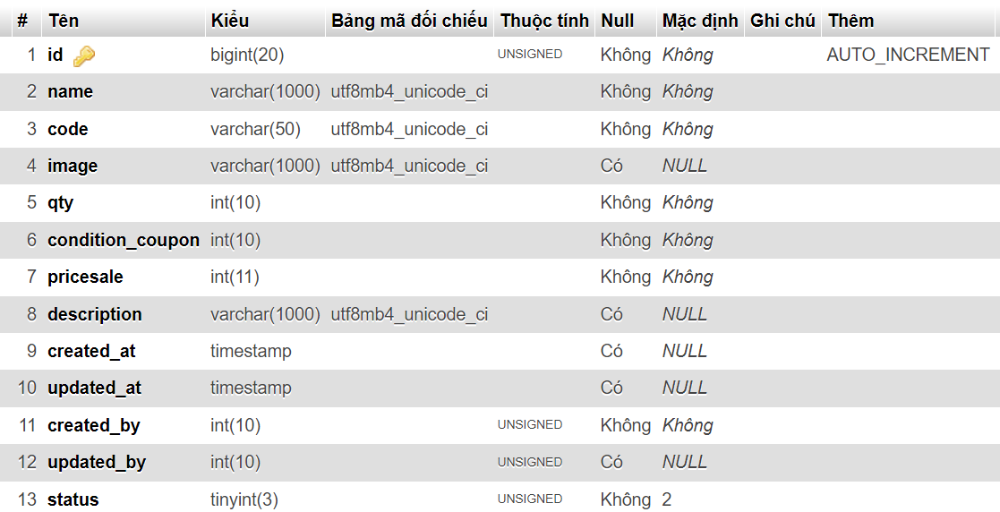 # Tên Kiểu Bảng mã đối chiếu Thuộc tính Null Mặc định Ghi chú Thêm
1 id bigint(20) UNSIGNED Không Không AUTO_INCREMENT
2 name varchar(1000) utf8mb4_unicode_ci Không Không
3 code varchar(50) utf8mb4_unicode_ci Không Không
4 image varchar(1000) utf8mb4_unicode_ci Có NULL
5 qty int(10) Không Không
6 condition_coupon int(10) Không Không
7 pricesale int(11) Không Không
8 description varchar(1000) utf8mb4_unicode_ci Có NULL
9 created_at timestamp Có NULL
10 updated_at timestamp Có NULL
11 created_by int(10) UNSIGNED Không Không
12 updated_by int(10) UNSIGNED Có NULL
13 status tinyint(3) UNSIGNED Không 2